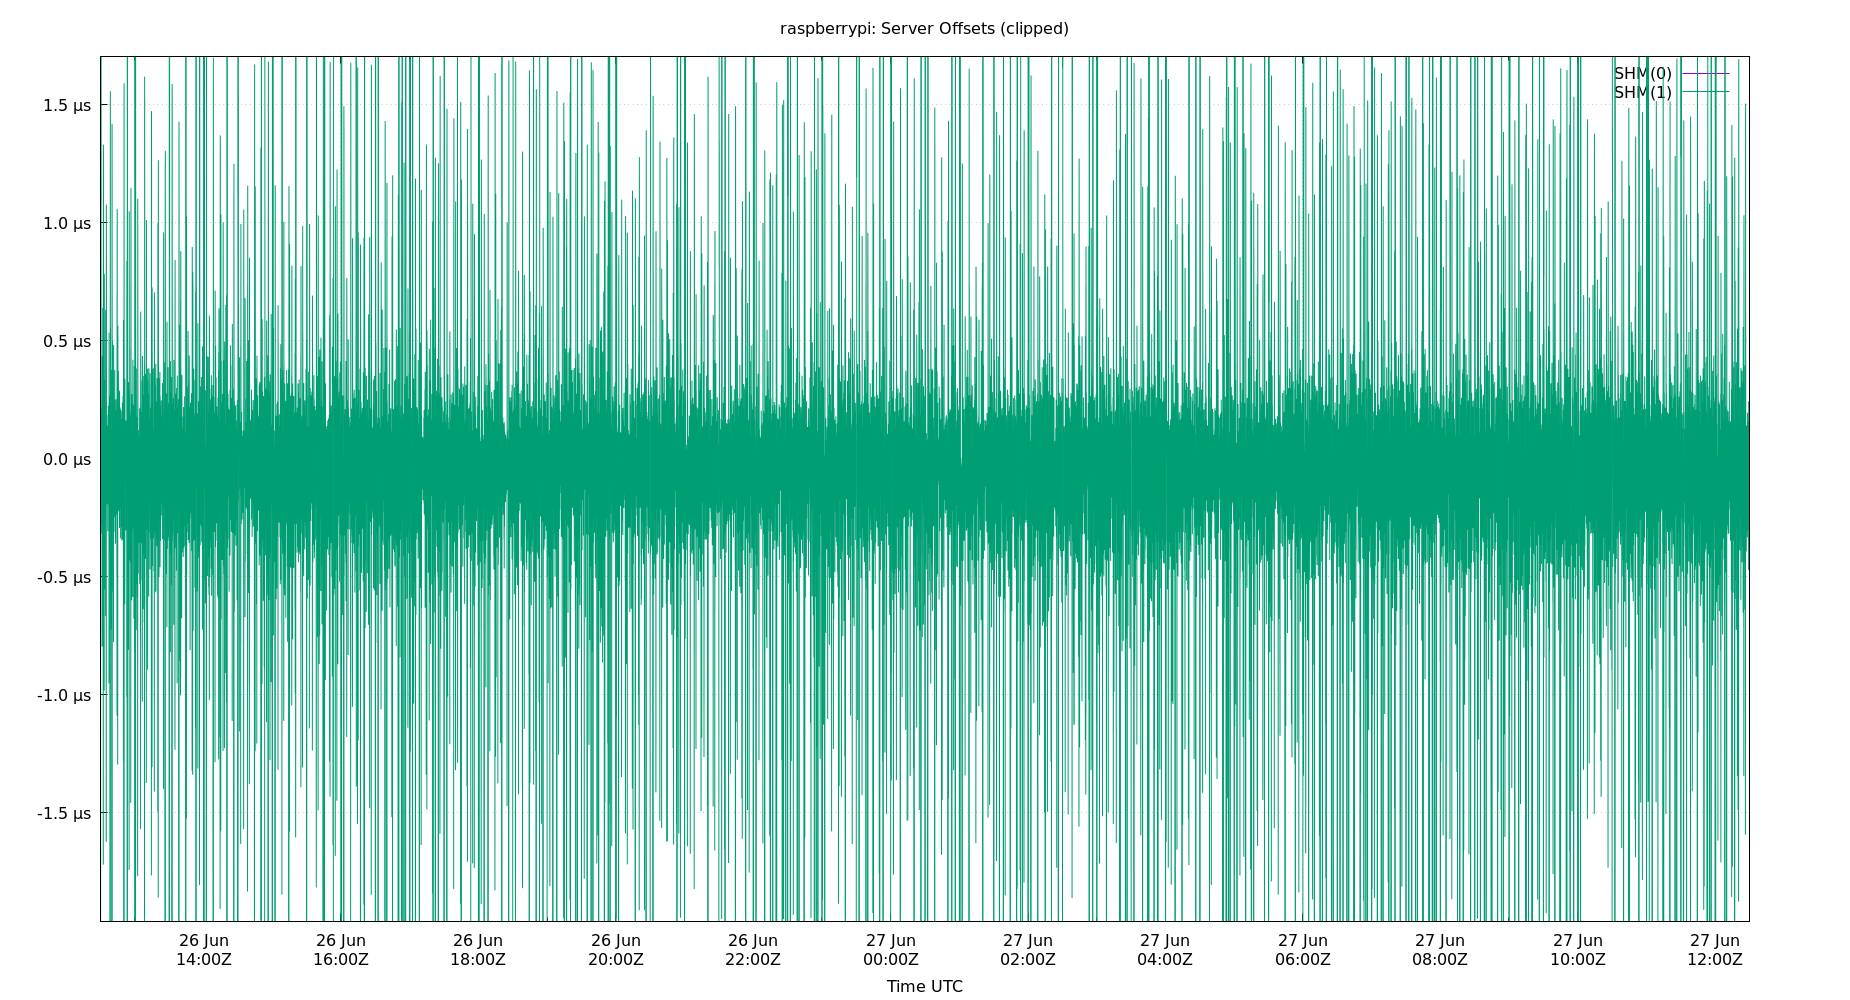 raspberrypi: Server Offsets (clipped)
SHM(0)
SHM(1)
1.5 µs
1.0 µs
0.5 µs
0.0 µs
-0.5 µs
-1.0 µs
-1.5 µs
26 Jun 26 Jun 26 Jun 26 Jun 26 Jun 27 Jun 27 Jun 27 Jun 27 Jun 27 Jun 27 Jun 27 Jun
14:00Z 16:00Z 18:00Z 20:00Z 22:00Z 00:00Z 02:00Z 04:00Z 06:00Z 08:00Z 10:00Z 12:00Z
Time UTC